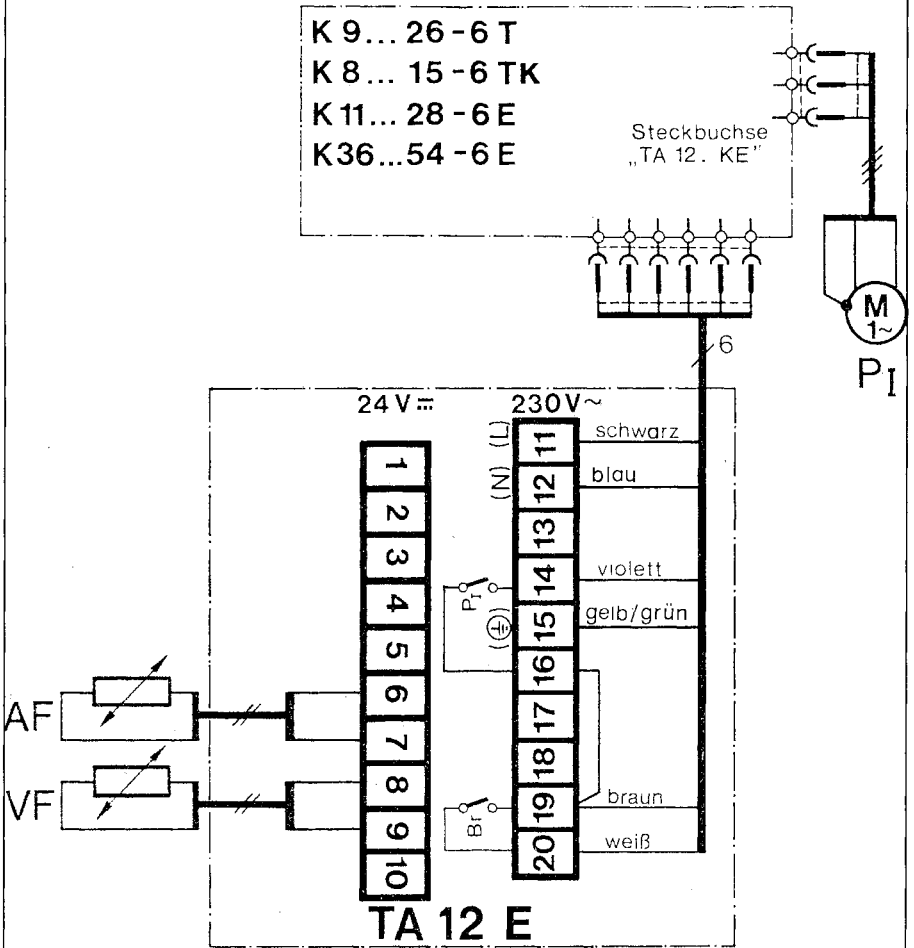 K 9... 26-6 T
K 8... 15-6 TK
K 11... 28-6 E
K36...54-6 E
Steckbuchse
„TA 12. KE”
M
1~
PI
6
24 V ⎓
230 V~
1
2
3
4
5
6
7
8
9
10
(L) 11 schwarz
(N) 12 blau
13
PI 14 violett
(⏚) 15 gelb/grün
16
17
18
Br 19 braun
20 weiß
AF
VF
TA 12 E